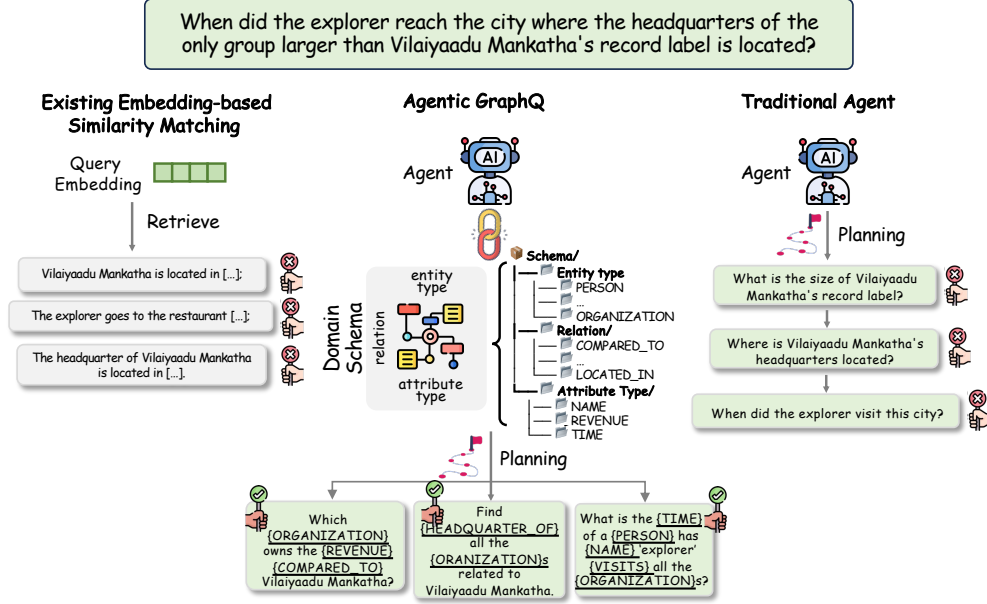 When did the explorer reach the city where the headquarters of the
only group larger than Vilaiyaadu Mankatha's record label is located?
Existing Embedding-based
Similarity Matching
Query
Embedding
Retrieve
Vilaiyaadu Mankatha is located in […];
The explorer goes to the restaurant […];
The headquarter of Vilaiyaadu Mankatha
is located in […].
Agentic GraphQ
Agent
AI
Domain
Schema
entity
type
relation
attribute
type
Schema/
Entity type
PERSON
...
ORGANIZATION
Relation/
COMPARED_TO
...
LOCATED_IN
Attribute Type/
NAME
REVENUE
TIME
Planning
Which
{ORGANIZATION}
owns the {REVENUE}
{COMPARED_TO}
Vilaiyaadu Mankatha?
Find
{HEADQUARTER_OF}
all the
{ORANIZATION}s
related to
Vilaiyaadu Mankatha.
What is the {TIME}
of a {PERSON} has
{NAME} 'explorer'
{VISITS} all the
{ORGANIZATION}s?
Traditional Agent
Agent
AI
Planning
What is the size of Vilaiyaadu
Mankatha's record label?
Where is Vilaiyaadu Mankatha's
headquarters located?
When did the explorer visit this city?